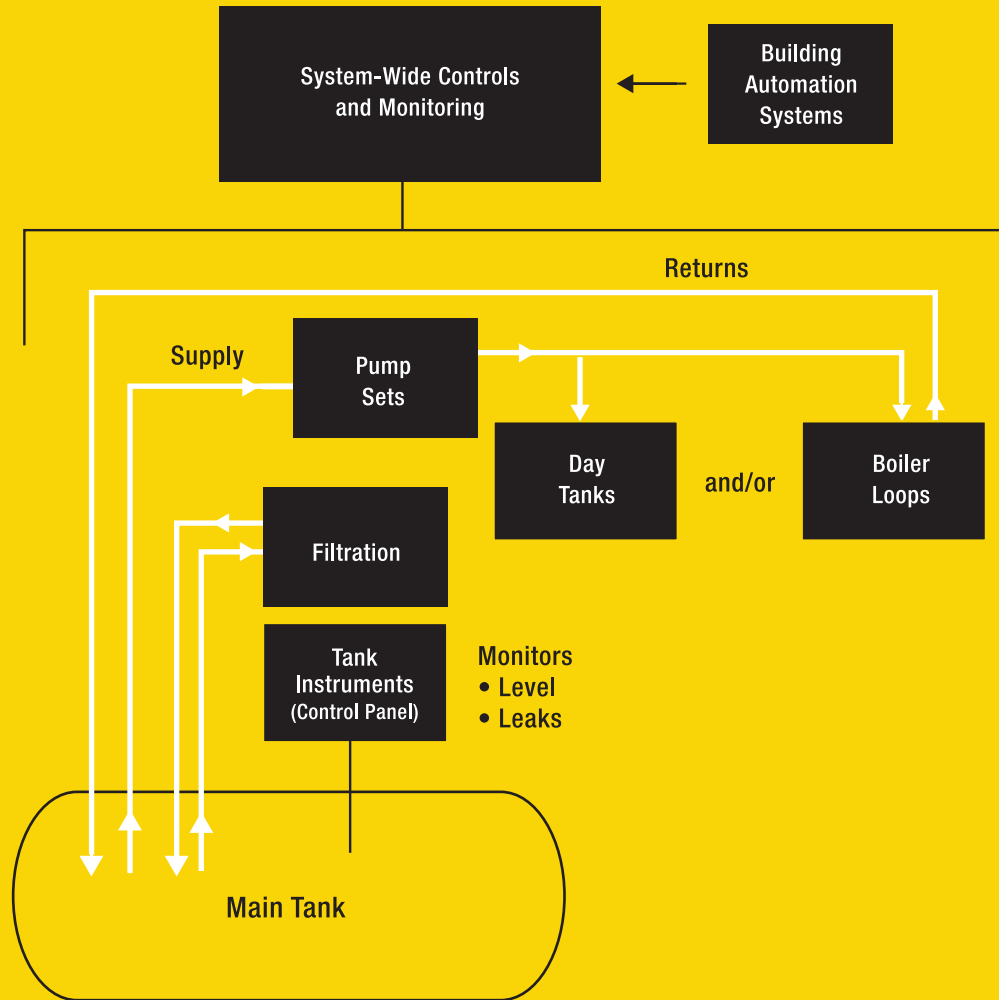 System-Wide Controls
and Monitoring
Building
Automation
Systems
Returns
Supply
Pump
Sets
Day
Tanks
and/or
Boiler
Loops
Filtration
Tank
Instruments
(Control Panel)
Monitors
• Level
• Leaks
Main Tank